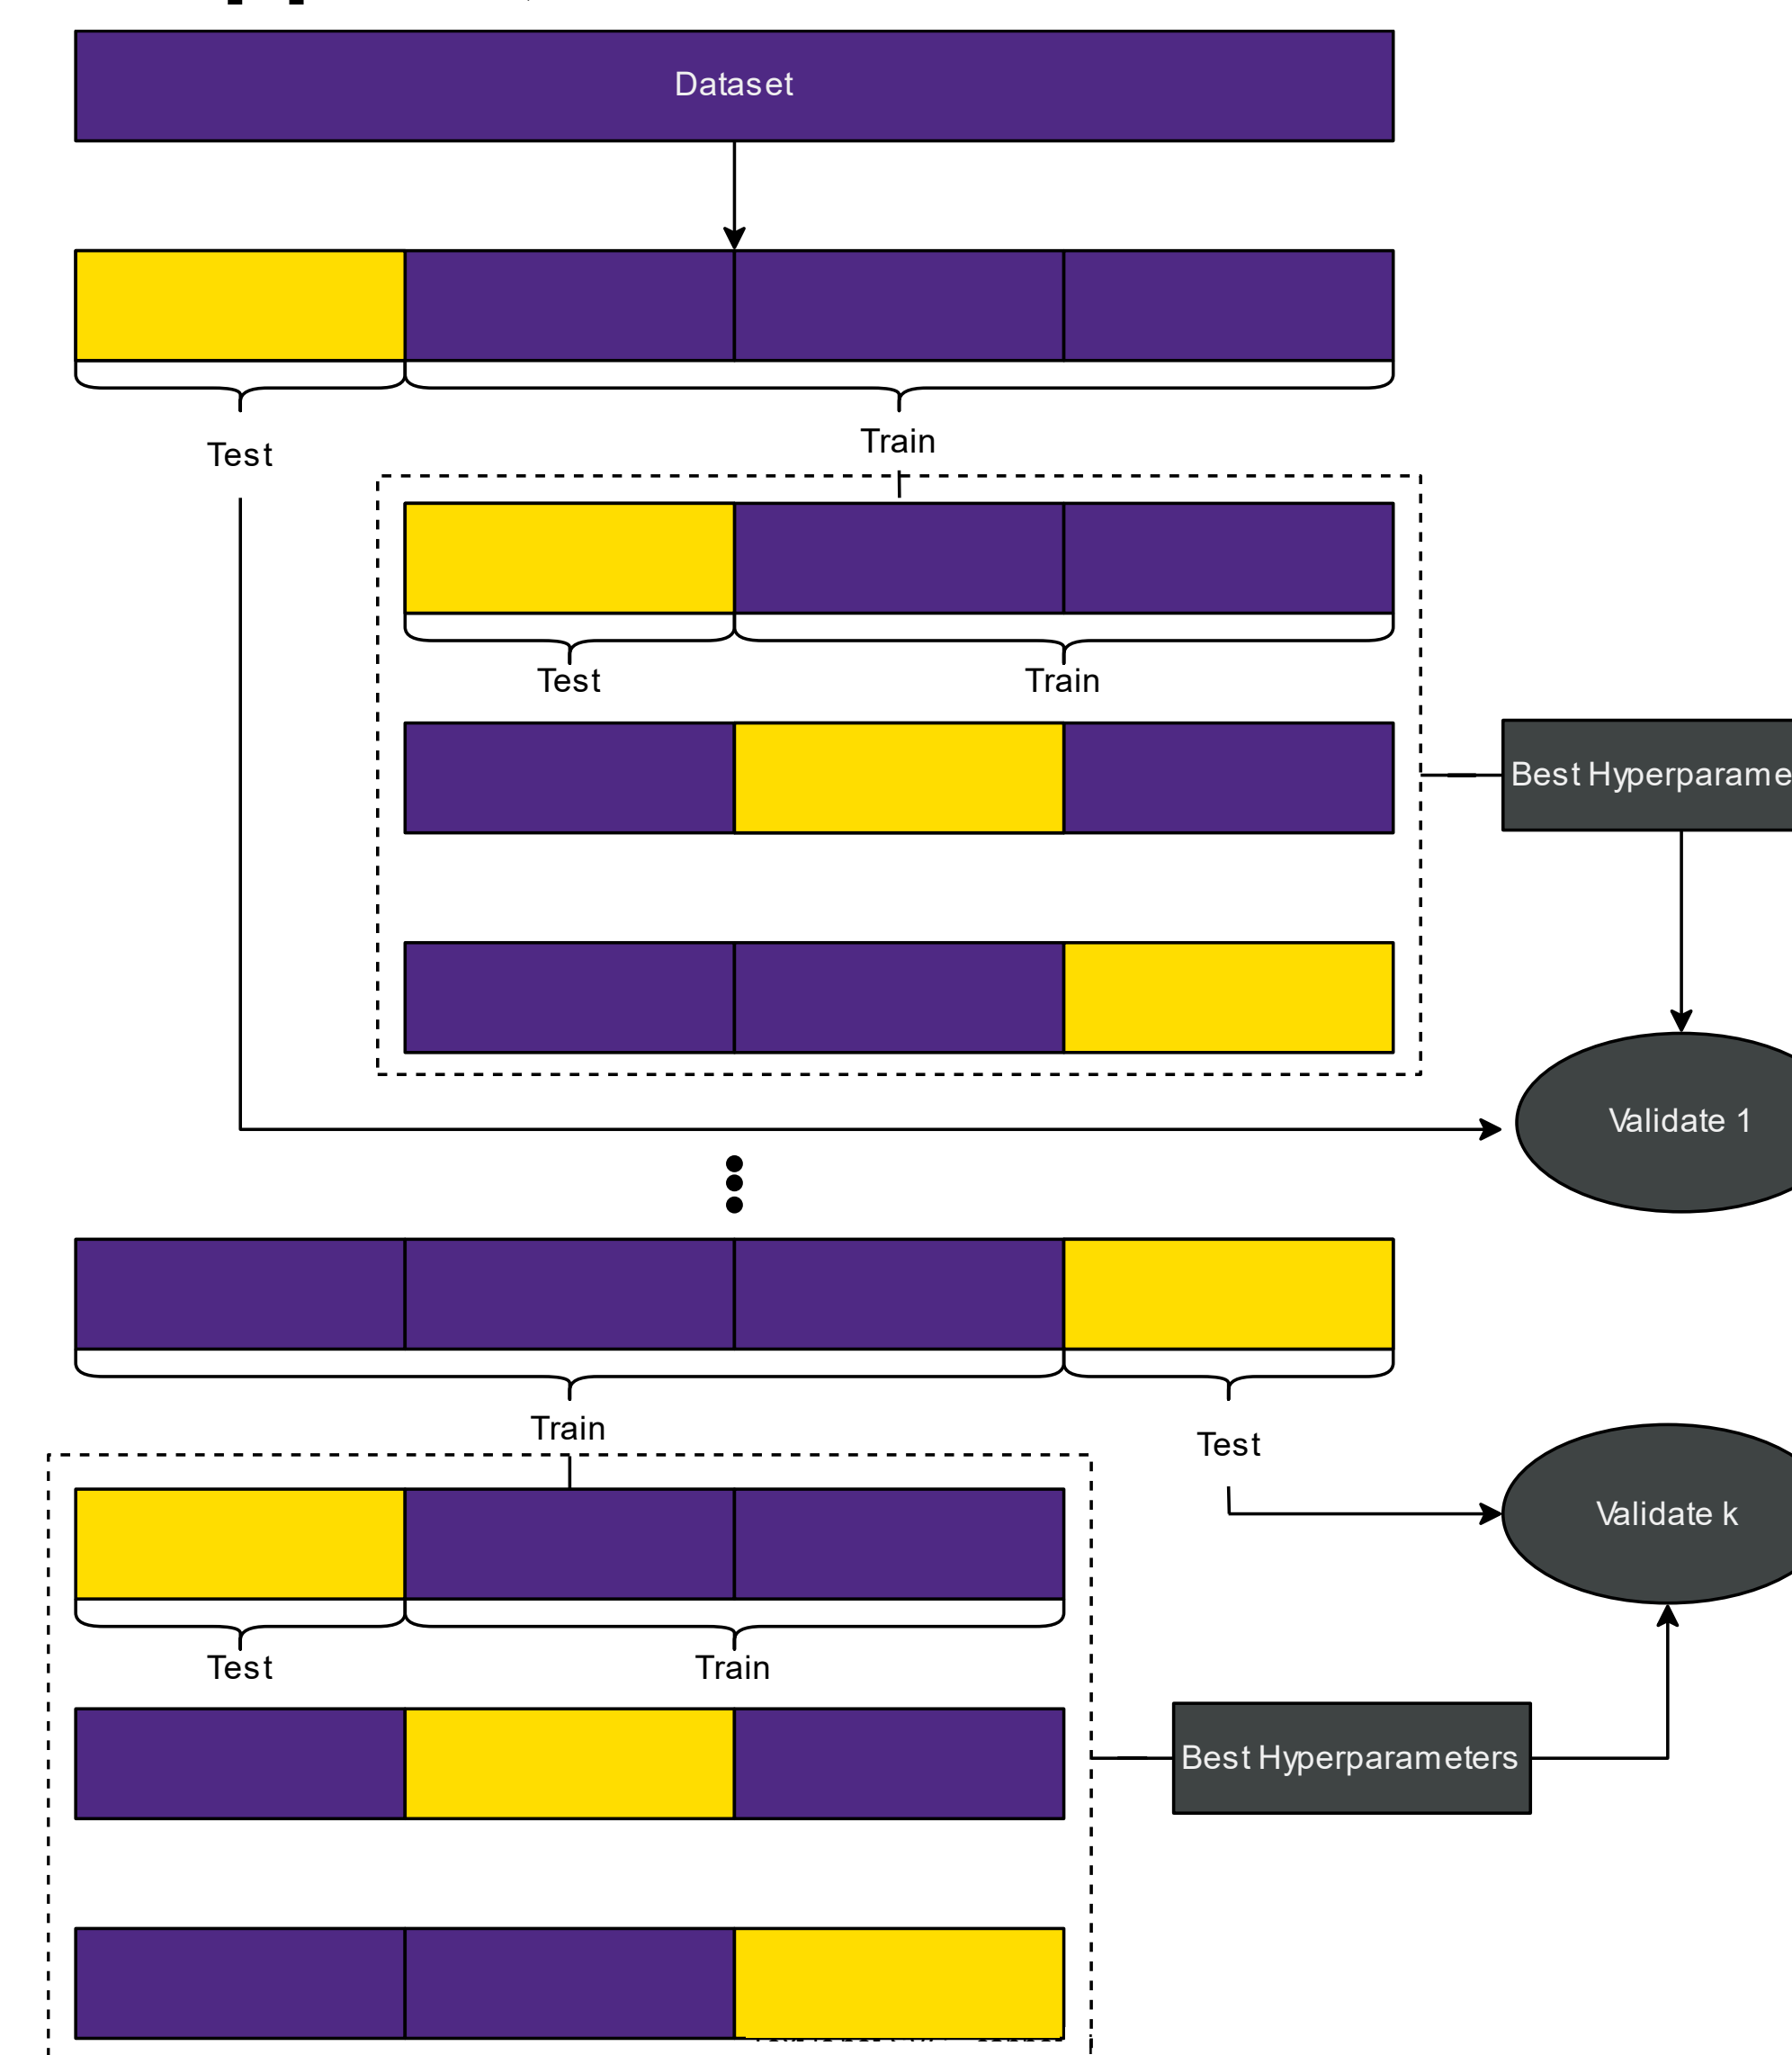 Dataset
Test
Train
Test
Train
Best Hyperparame
Validate 1
Train
Test
Validate k
Test
Train
Best Hyperparameters